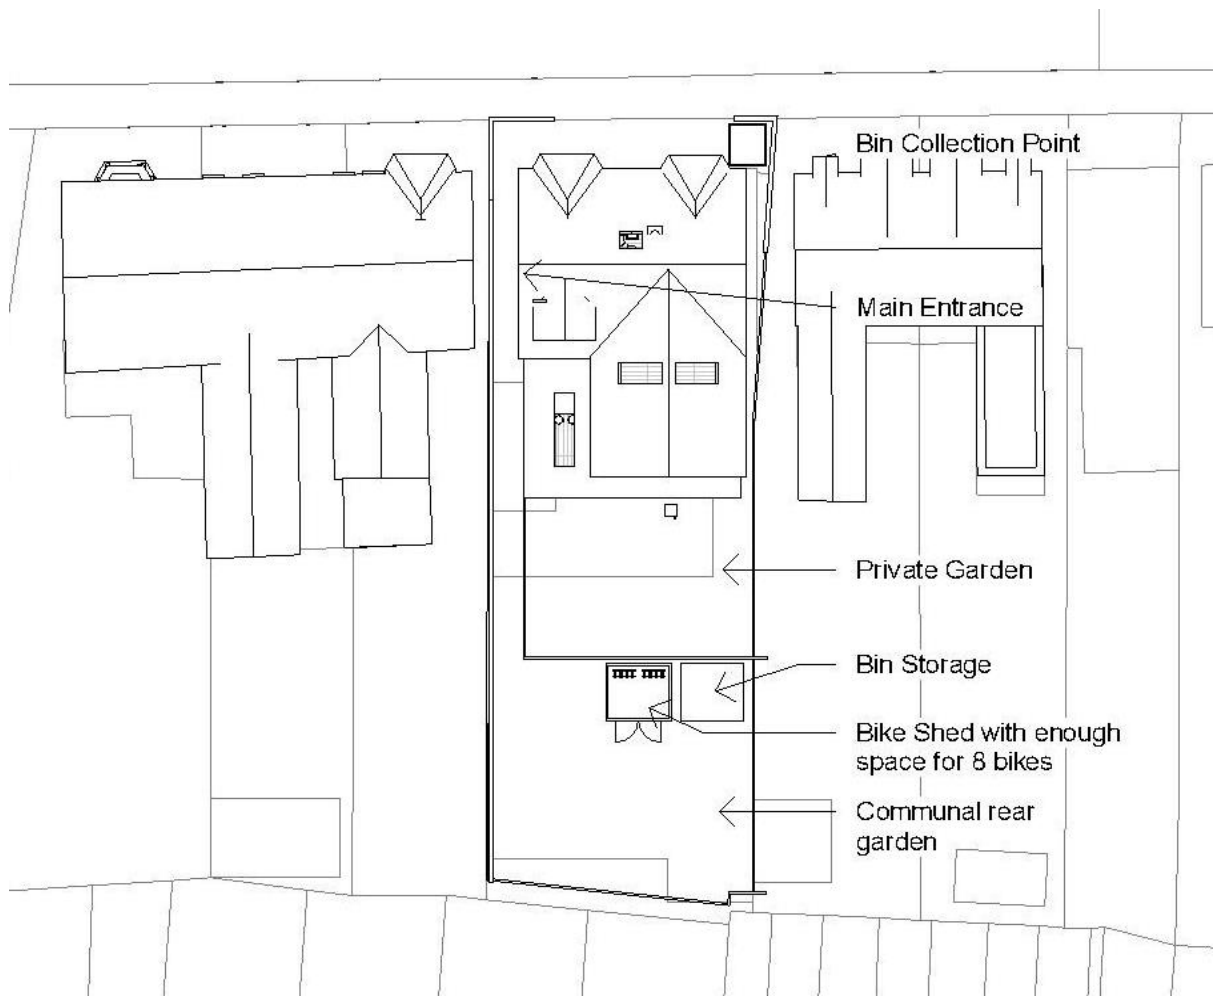 Bin Collection Point
Main Entrance
Private Garden
Bin Storage
Bike Shed with enough
space for 8 bikes
Communal rear
garden